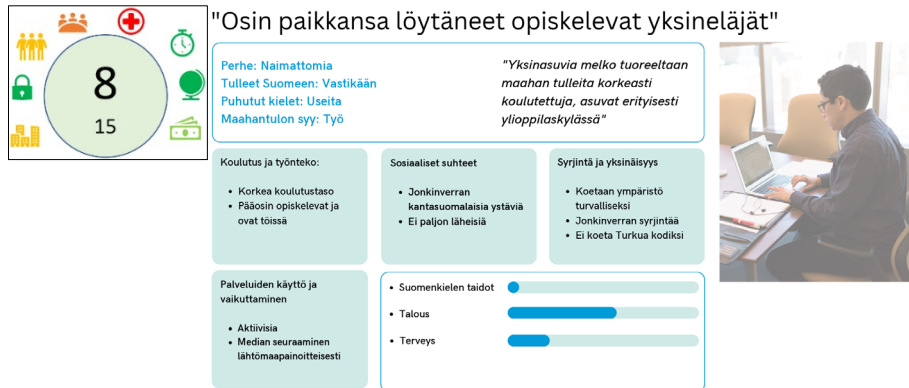 "Osin paikkansa löytäneet opiskelevat yksineläjät"
8
15
Perhe: Naimattomia
Tulleet Suomeen: Vastikään
Puhutut kielet: Useita
Maahantulon syy: Työ
"Yksinasuvia melko tuoreeltaan
maahan tulleita korkeasti
koulutettuja, asuvat erityisesti
ylioppilaskylässä"
Koulutus ja työnteko:
• Korkea koulutustaso
• Pääosin opiskelevat ja
ovat töissä
Sosiaaliset suhteet
• Jonkinverran
kantasuomalaisia ystäviä
• Ei paljon läheisiä
Syrjintä ja yksinäisyys
• Koetaan ympäristö
turvalliseksi
• Jonkinverran syrjintää
• Ei koeta Turkua kodiksi
Palveluiden käyttö ja
vaikuttaminen
• Aktiivisia
• Median seuraaminen
lähtömaapainoitteisesti
• Suomenkielen taidot
• Talous
• Terveys